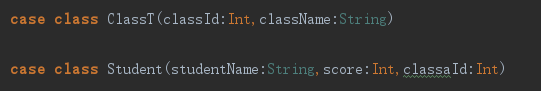 case class ClassT(classId:Int,className:String)
case class Student(studentName:String,score:Int,classaId:Int)